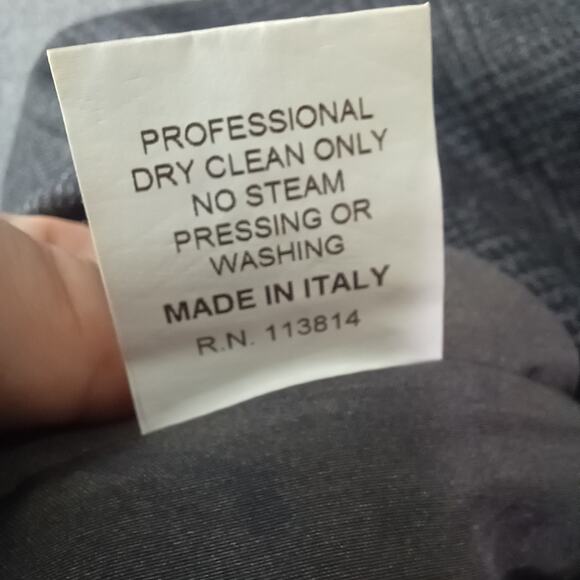 PROFESSIONAL
DRY CLEAN ONLY
NO STEAM
PRESSING OR
WASHING
MADE IN ITALY
R.N. 113814